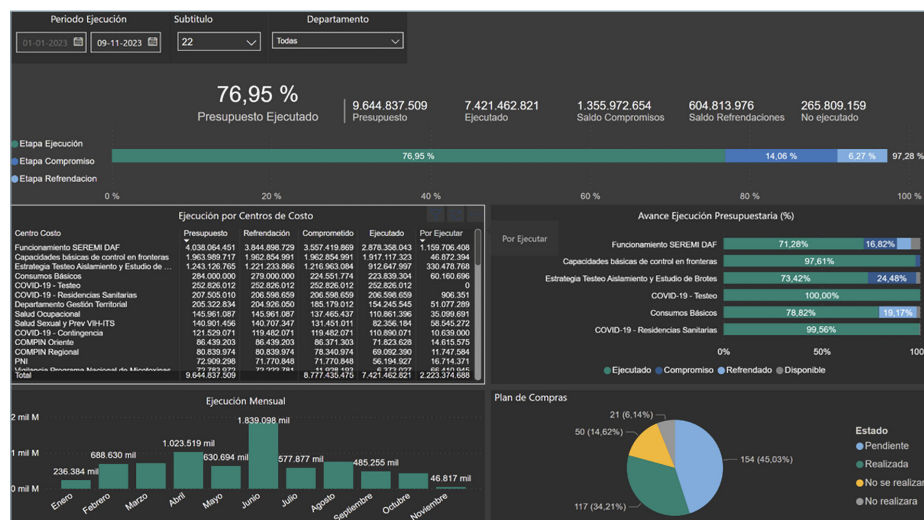 Periodo Ejecución
Subtitulo
Departamento
01-01-2023
09-11-2023
22
Todas
76,95 %
Presupuesto Ejecutado
9.644.837.509
Presupuesto
7.421.462.821
Ejecutado
1.355.972.654
Saldo Compromisos
604.813.976
Saldo Refrendaciones
265.809.159
No ejecutado
Etapa Ejecución
Etapa Compromiso
Etapa Refrendacion
76,95 %
14,06 %
6,27 %
97,28 %
0 % 20 % 40 % 60 % 80 % 100 %
Ejecución por Centros de Costo
Centro Costo Presupuesto Refrendación Comprometido Ejecutado Por Ejecutar
Funcionamiento SEREMI DAF 4.038.064.451 3.844.898.729 3.557.419.869 2.878.358.043 1.159.706.408
Capacidades básicas de control en fronteras 1.963.989.717 1.962.854.991 1.962.854.991 1.917.117.323 46.872.394
Estrategia Testeo Aislamiento y Estudio de ... 1.243.126.765 1.221.233.866 1.216.963.084 912.647.997 330.478.768
Consumos Básicos 284.000.000 279.000.000 224.551.774 223.839.304 60.160.696
COVID-19 - Testeo 252.826.012 252.826.012 252.826.012 252.826.012 0
COVID-19 - Residencias Sanitarias 207.505.010 206.598.659 206.598.659 206.598.659 906.351
Departamento Gestión Territorial 205.322.834 204.926.050 185.179.012 154.245.545 51.077.289
Salud Ocupacional 145.961.087 145.961.087 137.465.437 110.861.396 35.099.691
Salud Sexual y Prev VIH-ITS 140.901.456 140.707.347 131.451.011 82.356.184 58.545.272
COVID-19 - Contingencia 121.529.071 119.482.071 119.482.071 110.890.071 10.639.000
COMPIN Oriente 86.439.203 86.439.203 86.371.303 71.823.628 14.615.575
COMPIN Regional 80.839.974 80.839.974 78.340.974 69.092.390 11.747.584
PNI 72.909.298 71.770.848 71.770.848 56.194.927 16.714.371
Vigilancia Programa Nacional de Micotoxinas
Total 9.644.837.509 8.777.435.475 7.421.462.821 2.223.374.688
Por Ejecutar
Avance Ejecución Presupuestaria (%)
Funcionamiento SEREMI DAF 71,28% 16,82%
Capacidades básicas de control en fronteras 97,61%
Estrategia Testeo Aislamiento y Estudio de Brotes 73,42% 24,48%
COVID-19 - Testeo 100,00%
Consumos Básicos 78,82% 19,17%
COVID-19 - Residencias Sanitarias 99,56%
0% 50% 100
Ejecutado Compromiso Refrendado Disponible
Ejecución Mensual
2 mil M
1 mil M
0 mil M
236.384 mil
688.630 mil
1.023.519 mil
630.694 mil
1.839.098 mil
577.877 mil
485.255 mil
46.817 mil
Enero Febrero Marzo Abril Mayo Junio Julio Agosto Septiembre Octubre Noviembre
Plan de Compras
21 (6,14%)
50 (14,62%)
154 (45,03%)
117 (34,21%)
Estado
Pendiente
Realizada
No se realizar
No realizara